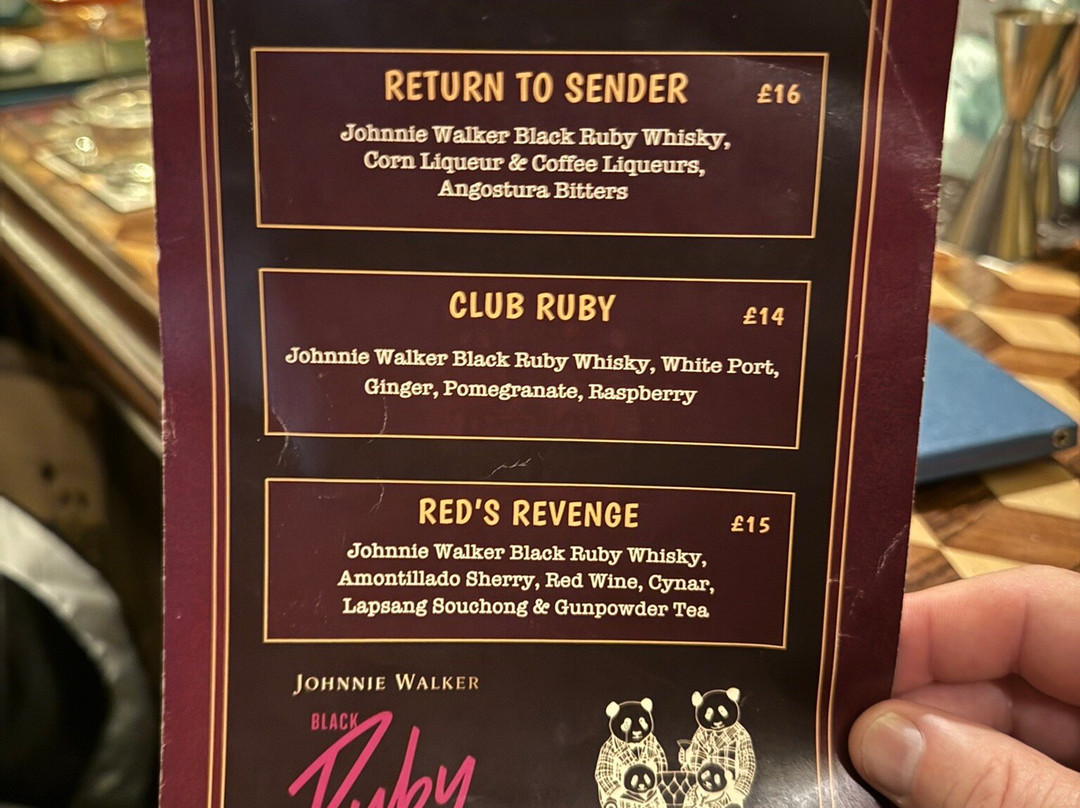 RETURN TO SENDER £16
Johnnie Walker Black Ruby Whisky,
Corn Liqueur & Coffee Liqueurs,
Angostura Bitters
CLUB RUBY £14
Johnnie Walker Black Ruby Whisky, White Port,
Ginger, Pomegranate, Raspberry
RED'S REVENGE £15
Johnnie Walker Black Ruby Whisky,
Amontillado Sherry, Red Wine, Cynar,
Lapsang Souchong & Gunpowder Tea
JOHNNIE WALKER
BLACK
Ruby